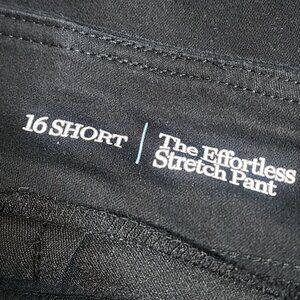 16 SHORT
The Effortless
Stretch Pant